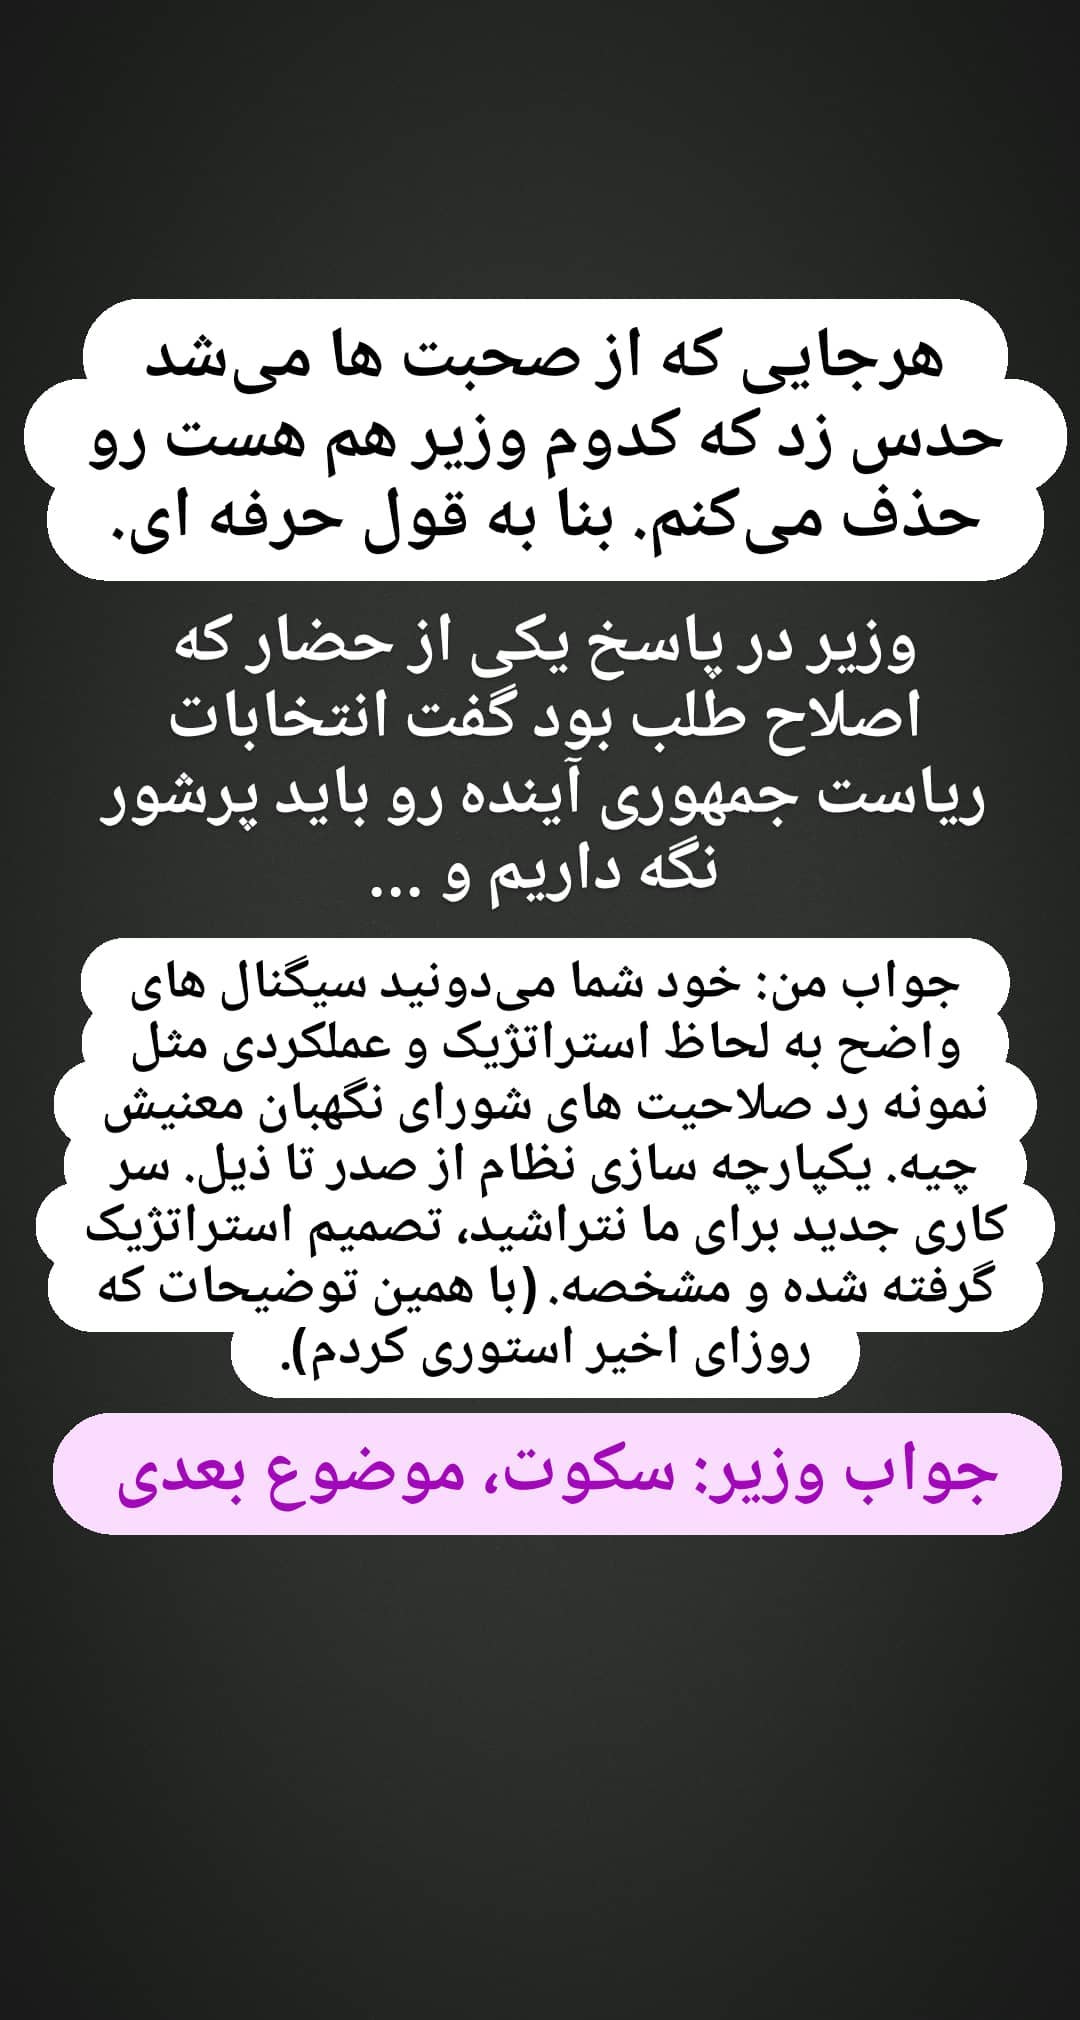 هرجایی که از صحبت ها می‌شد
حدس زد که کدوم وزیر هم هست رو
حذف می‌کنم. بنا به قول حرفه ای.
وزیر در پاسخ یکی از حضار که
اصلاح طلب بود گفت انتخابات
ریاست جمهوری آینده رو باید پرشور
نگه داریم و ...
جواب من: خود شما می‌دونید سیگنال های
واضح به لحاظ استراتژیک و عملکردی مثل
نمونه رد صلاحیت های شورای نگهبان معنیش
چیه. یکپارچه سازی نظام از صدر تا ذیل. سر
کاری جدید برای ما نتراشید، تصمیم استراتژیک
گرفته شده و مشخصه. (با همین توضیحات که
روزای اخیر استوری کردم).
جواب وزیر: سکوت، موضوع بعدی